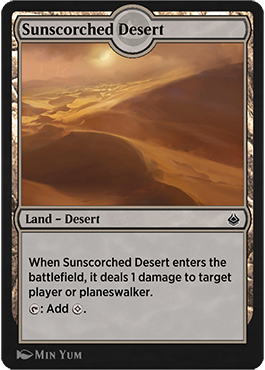 Sunscorched Desert
Land – Desert
When Sunscorched Desert enters the
battlefield, it deals 1 damage to target
player or planeswalker.
: Add .
Min Yum